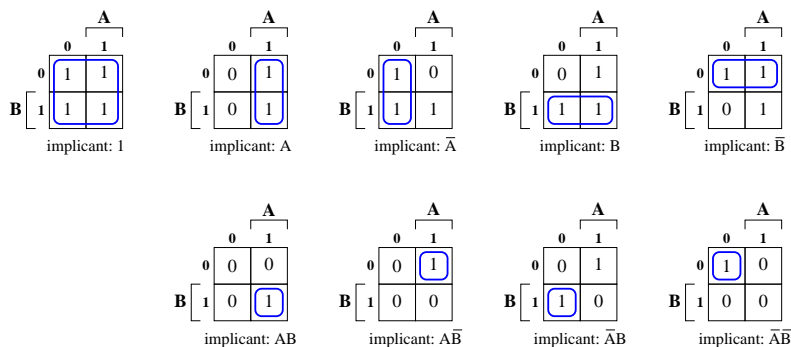 A A A A A
0 1 0 1 0 1 0 1 0 1
0 1 1 0 0 1 0 1 0 0 0 1 0 1 1
B 1 1 1 B 1 0 1 B 1 1 1 B 1 1 1 B 1 0 1
implicant: 1 implicant: A implicant: A̅ implicant: B implicant: B̅
A A A A
0 1 0 1 0 1 0 1
0 0 0 0 0 1 0 0 1 0 1 0
B 1 0 1 B 1 0 0 B 1 1 0 B 1 0 0
implicant: AB implicant: AB̅ implicant: A̅B implicant: A̅B̅